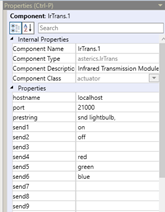 Properties (Ctrl-P)
Component: IrTrans.1
Internal Properties
Component Name IrTrans.1
Component Type asterics.IrTrans
Component Descriptio Infrared Transmission Module
Component Class actuator
Properties
hostname localhost
port 21000
prestring snd lightbulb,
send1 on
send2 off
send3
send4 red
send5 green
send6 blue
send7
send8
send9